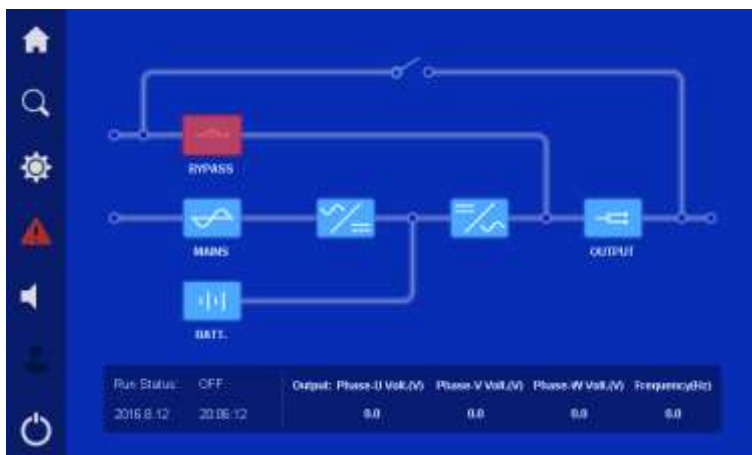 BYPASS
MAINS
OUTPUT
BATT.
Run Status: OFF Output: Phase-U Volt.(V) Phase-V Volt.(V) Phase-W Volt.(V) Frequency(Hz)
2016.8.12 20:06:12 0.0 0.0 0.0 0.0